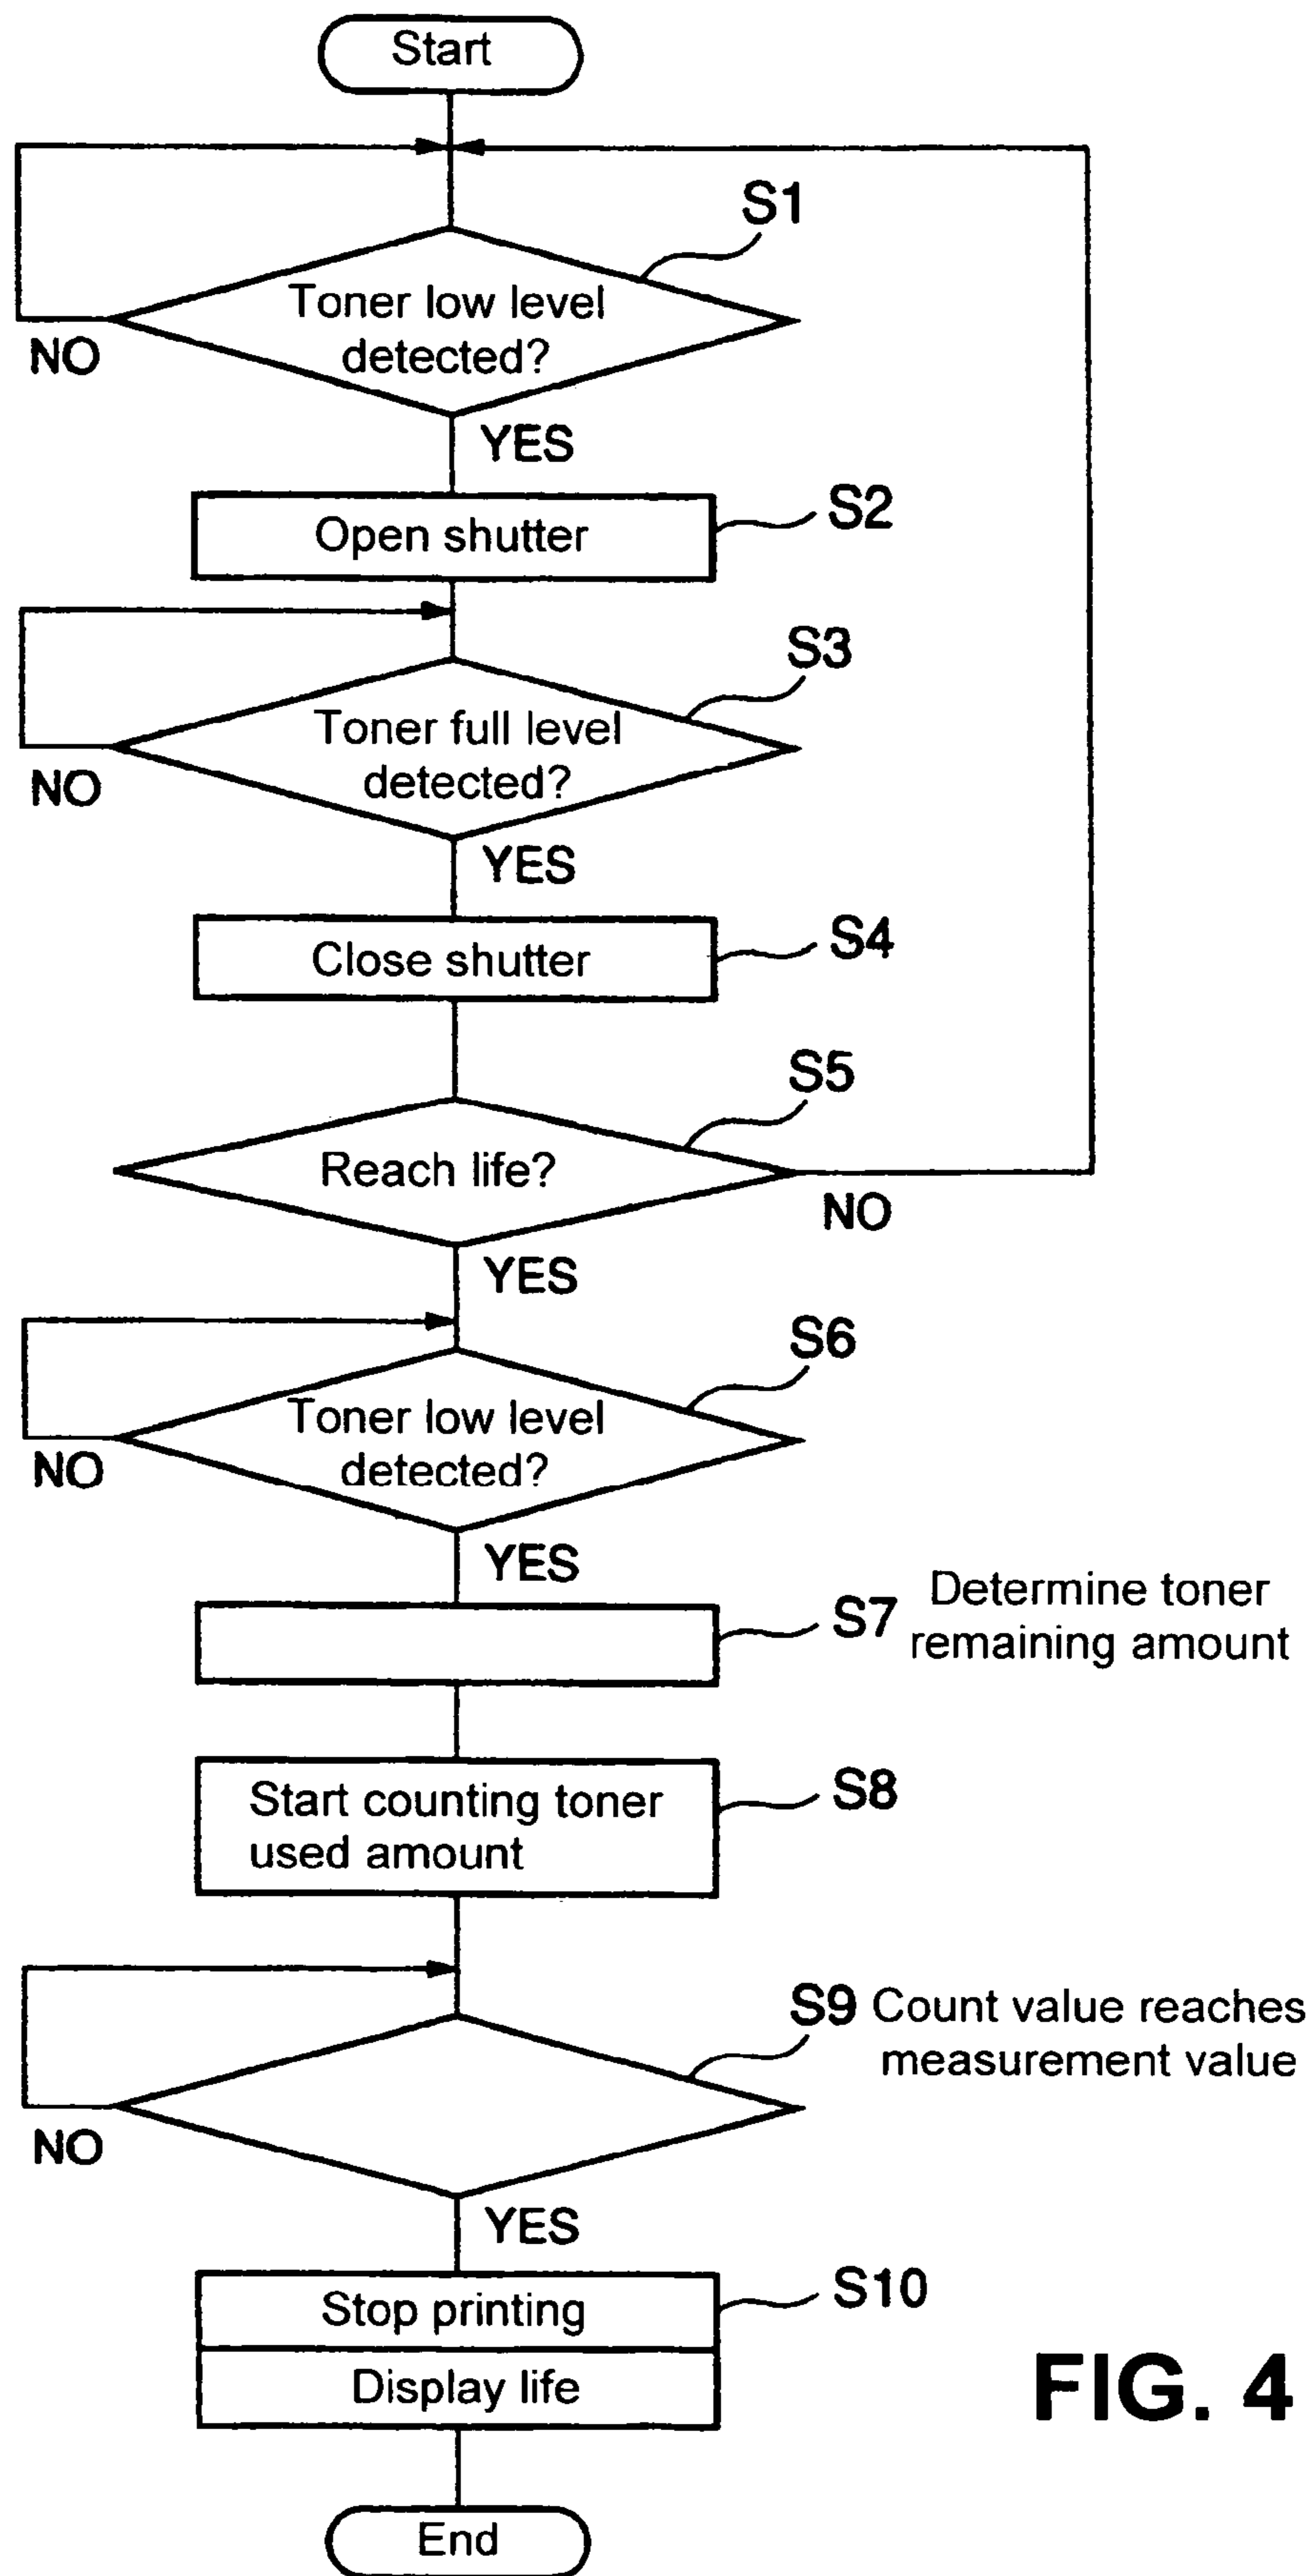 Start
S1
Toner low level
detected?
NO
YES
S2
Open shutter
S3
Toner full level
detected?
NO
YES
S4
Close shutter
S5
Reach life?
NO
YES
S6
Toner low level
detected?
NO
YES
S7 Determine toner
remaining amount
S8
Start counting toner
used amount
S9 Count value reaches
measurement value
NO
YES
S10
Stop printing
Display life
FIG. 4
End